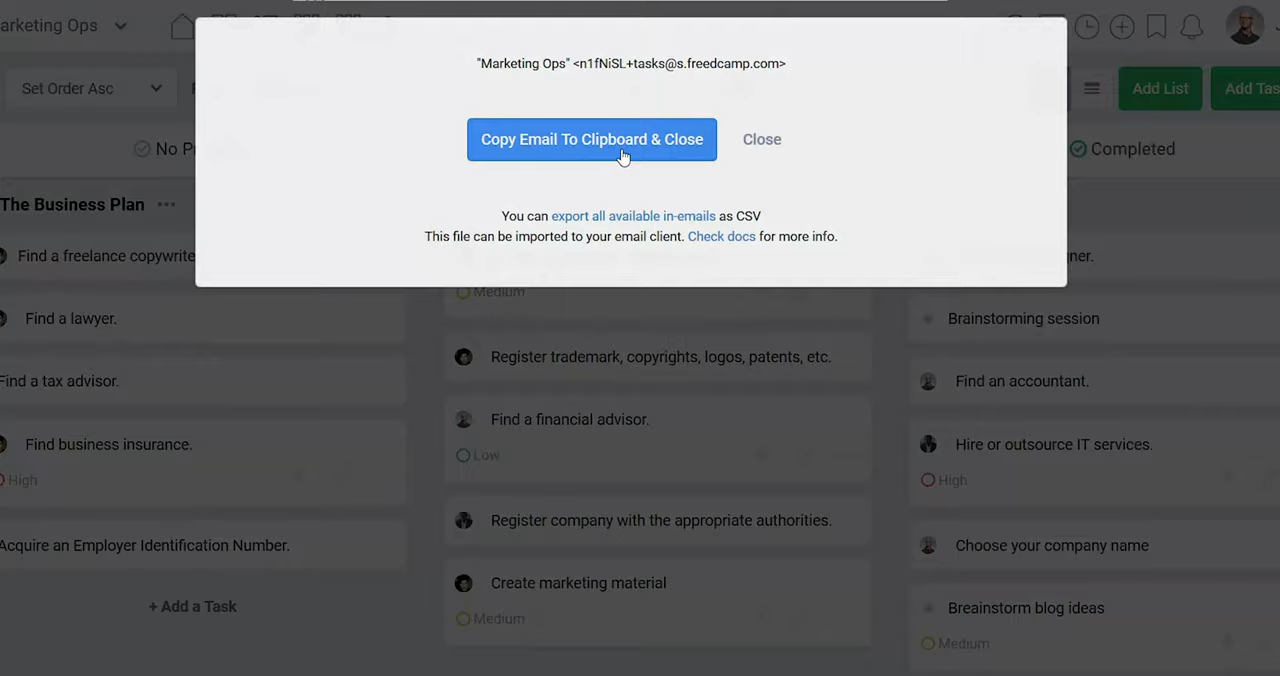 arketing Ops
"Marketing Ops" <n1fNiSL+tasks@s.freedcamp.com>
Set Order Asc
Copy Email To Clipboard & Close
Close
Add List
Add Tas
No P
Completed
The Business Plan
You can export all available in-emails as CSV
This file can be imported to your email client. Check docs for more info.
Find a freelance copywrite
ner.
Medium
Find a lawyer.
Brainstorming session
Register trademark, copyrights, logos, patents, etc.
Find a tax advisor.
Find an accountant.
Find a financial advisor.
Low
Find business insurance.
High
Hire or outsource IT services.
High
Register company with the appropriate authorities.
Acquire an Employer Identification Number.
Choose your company name
Create marketing material
Medium
+ Add a Task
Breainstorm blog ideas
Medium